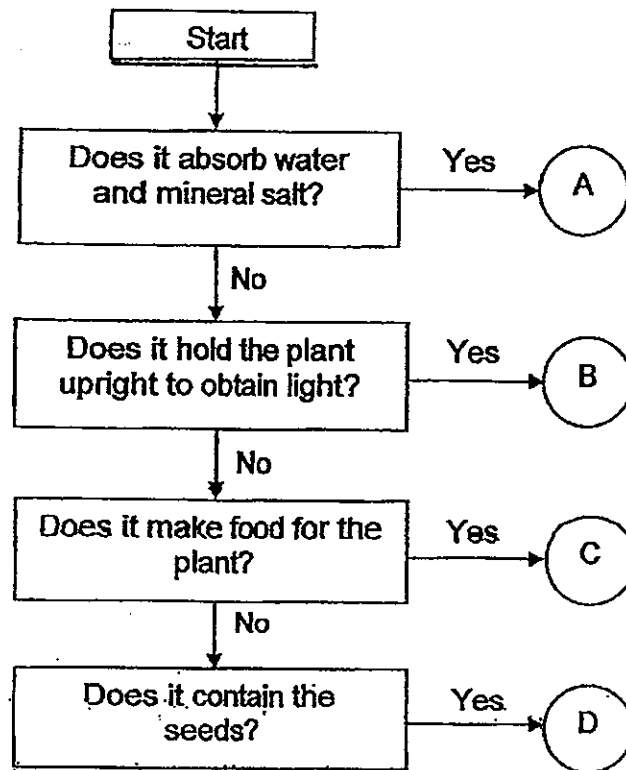 Start
Does it absorb water
and mineral salt?
Yes
A
No
Does it hold the plant
upright to obtain light?
Yes
B
No
Does it make food for the
plant?
Yes
C
No
Does it contain the
seeds?
Yes
D